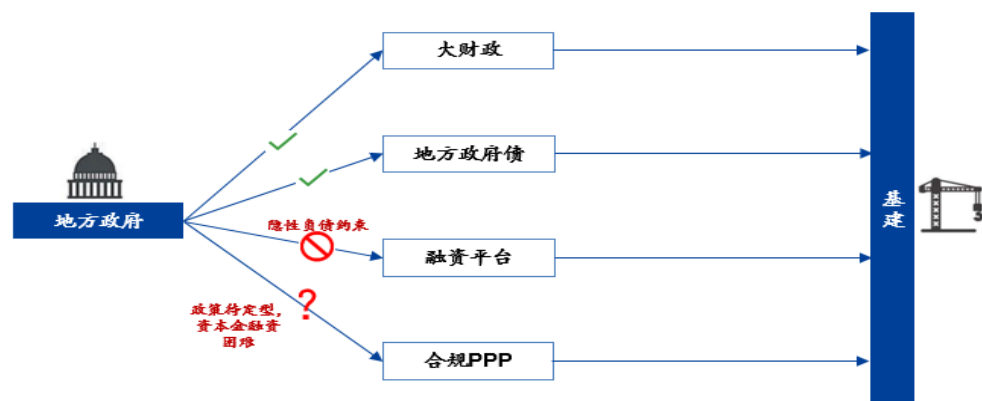 大财政
地方政府债
地方政府
隐性负债约束
融资平台
政策待定型,
资本金融资
困难
?
合规PPP
基
建